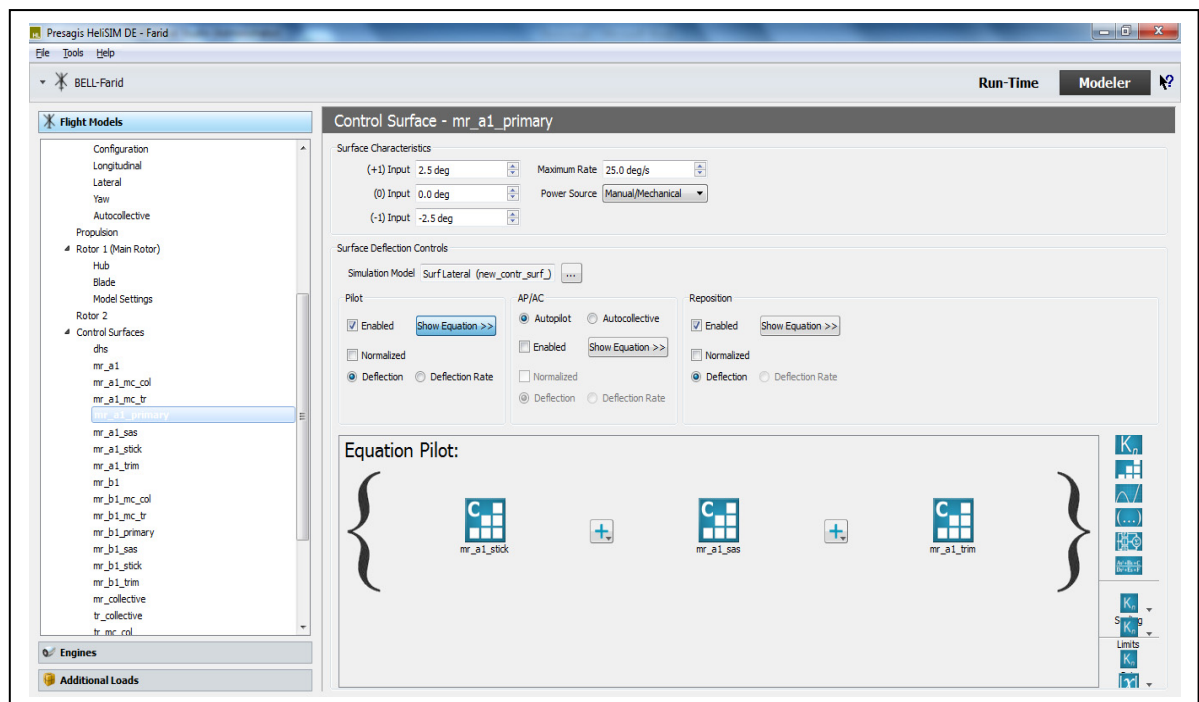 Presagis HeliSIM DE - Farid
File Tools Help
BELL-Farid
Run-Time
Modeler
Flight Models
Configuration
Longitudinal
Lateral
Yaw
Autocollective
Propulsion
Rotor 1 (Main Rotor)
Hub
Blade
Model Settings
Rotor 2
Control Surfaces
dhs
mr_a1
mr_a1_mc_col
mr_a1_mc_tr
mr_a1_primary
mr_a1_sas
mr_a1_stick
mr_a1_trim
mr_b1
mr_b1_mc_col
mr_b1_mc_tr
mr_b1_primary
mr_b1_sas
mr_b1_stick
mr_b1_trim
mr_collective
tr_collective
tr_mc_col
Engines
Additional Loads
Control Surface - mr_a1_primary
Surface Characteristics
(+1) Input 2.5 deg Maximum Rate 25.0 deg/s
(0) Input 0.0 deg Power Source Manual/Mechanical
(-1) Input -2.5 deg
Surface Deflection Controls
Simulation Model Surf Lateral (new_contr_surf_) ...
Pilot
Enabled Show Equation >>
Normalized
Deflection Deflection Rate
AP/AC
Autopilot Autocollective
Enabled Show Equation >>
Normalized
Deflection Deflection Rate
Reposition
Enabled Show Equation >>
Normalized
Deflection Deflection Rate
Equation Pilot:
{ C + C + C }
mr_a1_stick mr_a1_sas mr_a1_trim
Kn
(...)
Kn
Kn
Limits
Kn